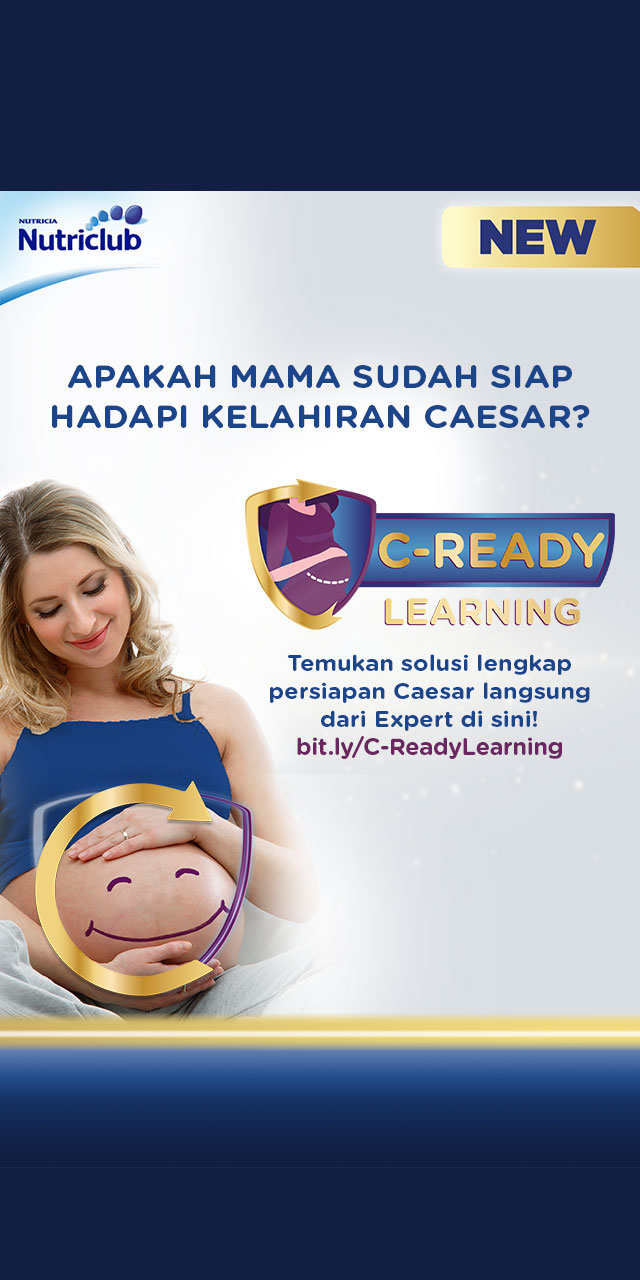 NUTRICIA
Nutriclub
NEW
APAKAH MAMA SUDAH SIAP
HADAPI KELAHIRAN CAESAR?
C-READY
LEARNING
Temukan solusi lengkap
persiapan Caesar langsung
dari Expert di sini!
bit.ly/C-ReadyLearning